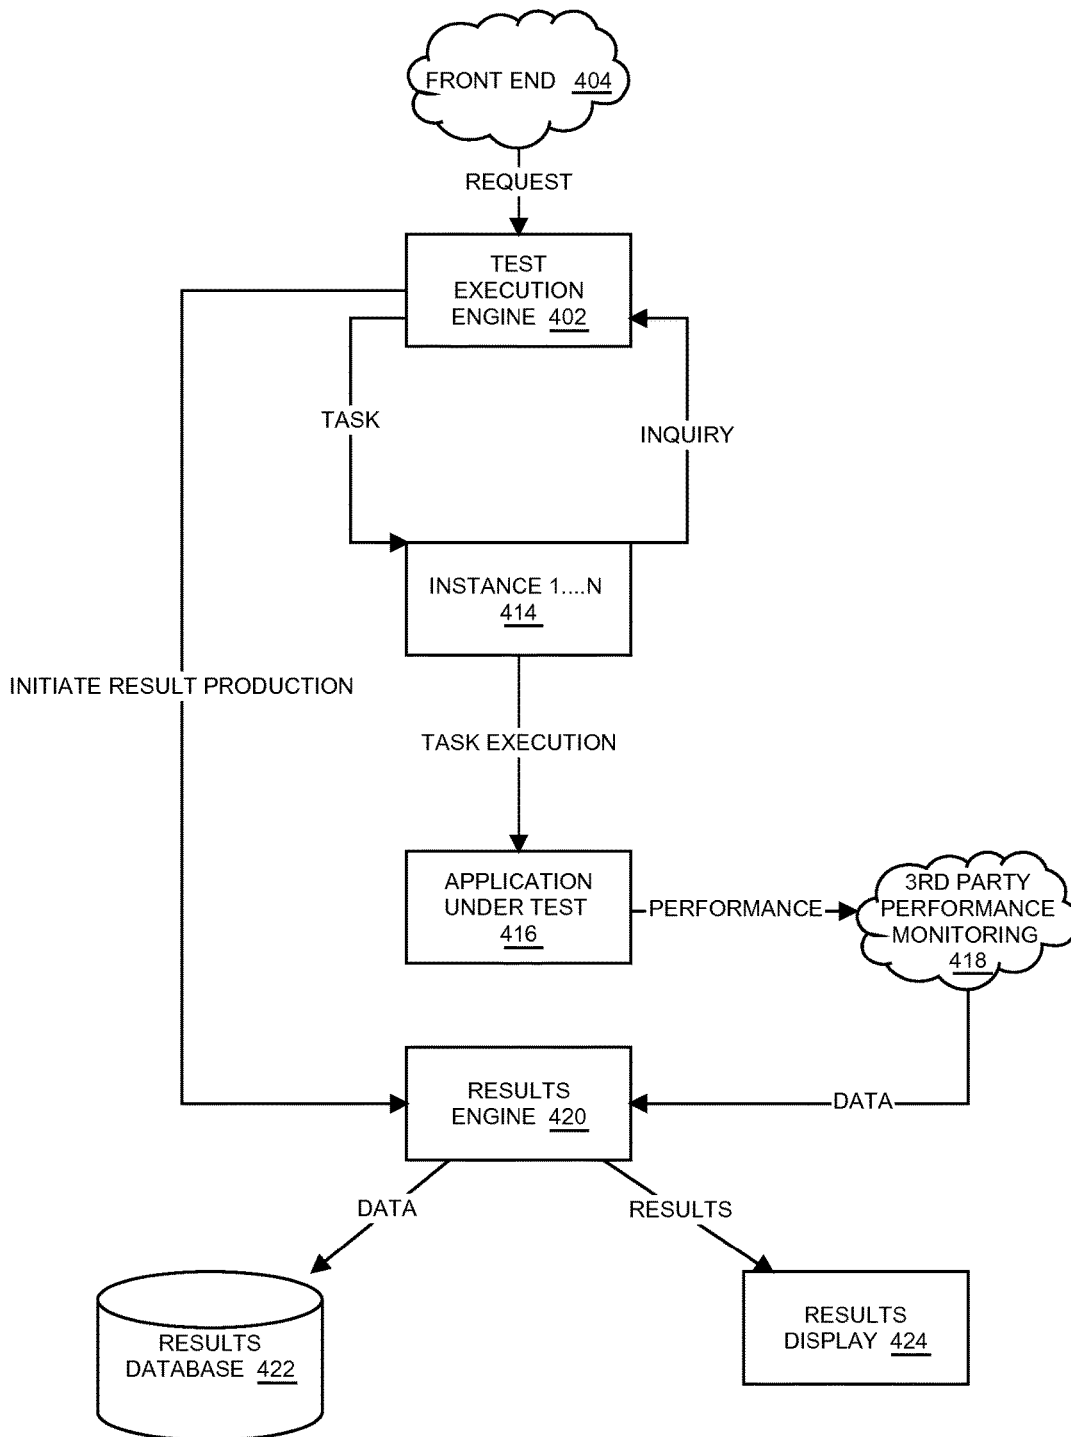 FRONT END 404
REQUEST
TEST
EXECUTION
ENGINE 402
TASK
INQUIRY
INSTANCE 1....N
414
INITIATE RESULT PRODUCTION
TASK EXECUTION
APPLICATION
UNDER TEST
416
PERFORMANCE
3RD PARTY
PERFORMANCE
MONITORING
418
RESULTS
ENGINE 420
DATA
DATA
RESULTS
RESULTS
DATABASE 422
RESULTS
DISPLAY 424